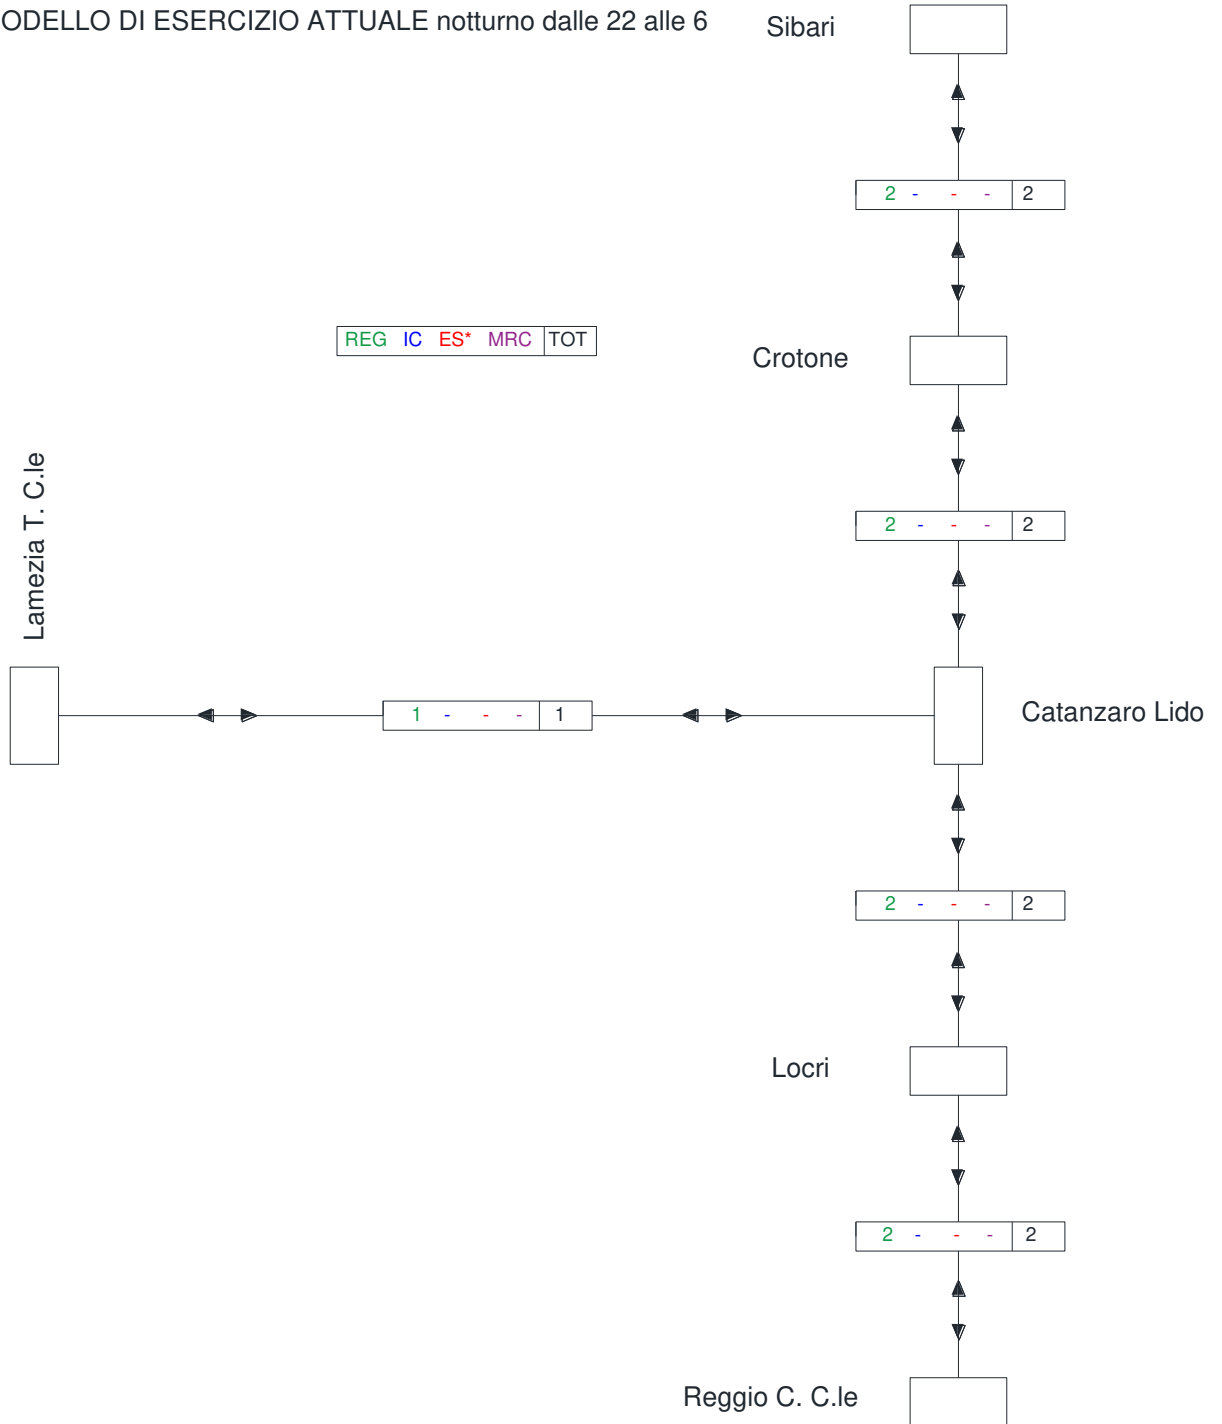 ODELLO DI ESERCIZIO ATTUALE notturno dalle 22 alle 6
Sibari
2 - - - 2
REG IC ES* MRC TOT
Crotone
Lamezia T. C.le
2 - - - 2
1 - - - 1
Catanzaro Lido
2 - - - 2
Locri
2 - - - 2
Reggio C. C.le